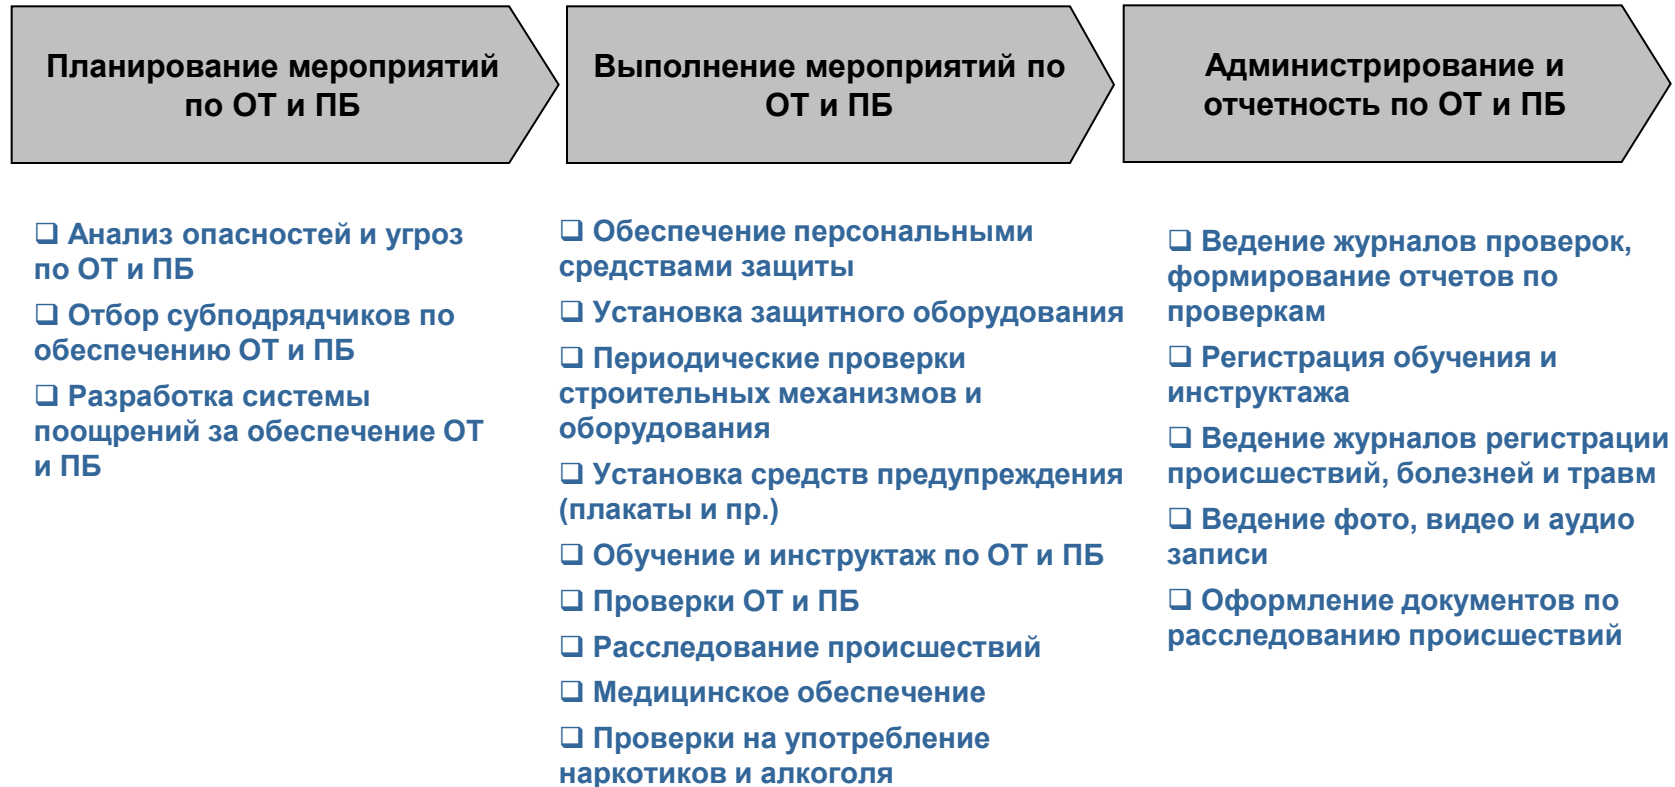 Планирование мероприятий
по ОТ и ПБ
Выполнение мероприятий по
ОТ и ПБ
Администрирование и
отчетность по ОТ и ПБ
❑ Анализ опасностей и угроз
по ОТ и ПБ
❑ Отбор субподрядчиков по
обеспечению ОТ и ПБ
❑ Разработка системы
поощрений за обеспечение ОТ
и ПБ
❑ Обеспечение персональными
средствами защиты
❑ Установка защитного оборудования
❑ Периодические проверки
строительных механизмов и
оборудования
❑ Установка средств предупреждения
(плакаты и пр.)
❑ Обучение и инструктаж по ОТ и ПБ
❑ Проверки ОТ и ПБ
❑ Расследование происшествий
❑ Медицинское обеспечение
❑ Проверки на употребление
наркотиков и алкоголя
❑ Ведение журналов проверок,
формирование отчетов по
проверкам
❑ Регистрация обучения и
инструктажа
❑ Ведение журналов регистрации
происшествий, болезней и травм
❑ Ведение фото, видео и аудио
записи
❑ Оформление документов по
расследованию происшествий